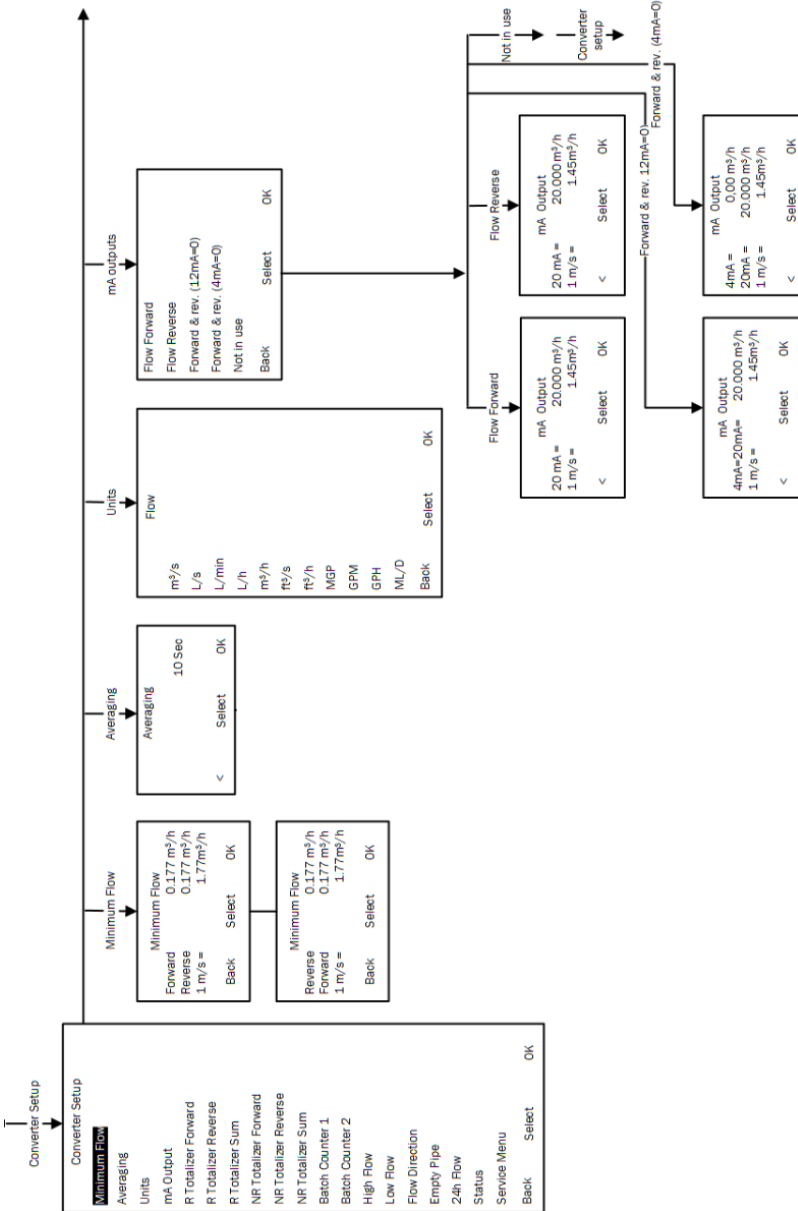 Converter Setup
Converter Setup
Minimum Flow
Averaging
Units
mA Output
R Totalizer Forward
R Totalizer Reverse
R Totalizer Sum
NR Totalizer Forward
NR Totalizer Reverse
NR Totalizer Sum
Batch Counter 1
Batch Counter 2
High Flow
Low Flow
Flow Direction
Empty Pipe
24h Flow
Status
Service Menu
Back Select OK
Minimum Flow
Minimum Flow
Forward 0.177 m³/h
Reverse 0.177 m³/h
1 m/s = 1.77m³/h
Back Select OK
Minimum Flow
Reverse 0.177 m³/h
Forward 0.177 m³/h
1 m/s = 1.77m³/h
Back Select OK
Averaging
Averaging
10 Sec
< Select OK
Units
Flow
m³/s
L/s
L/min
L/h
m³/h
ft³/s
ft³/h
MGP
GPM
GPH
ML/D
Back Select OK
mA outputs
Flow Forward
Flow Reverse
Forward & rev. (12mA=0)
Forward & rev. (4mA=0)
Not in use
Back Select OK
Flow Forward
mA Output
20 mA = 20.000 m³/h
1 m/s = 1.45m³/h
< Select OK
Flow Reverse
mA Output
20 mA = 20.000 m³/h
1 m/s = 1.45m³/h
< Select OK
Not in use
Converter
setup
Forward & rev. 12mA=0)
Forward & rev. (4mA=0)
mA Output
4mA=20mA= 20.000 m³/h
1 m/s = 1.45m³/h
< Select OK
mA Output
4mA = 0.00 m³/h
20mA = 20.000 m³/h
1 m/s = 1.45m³/h
< Select OK